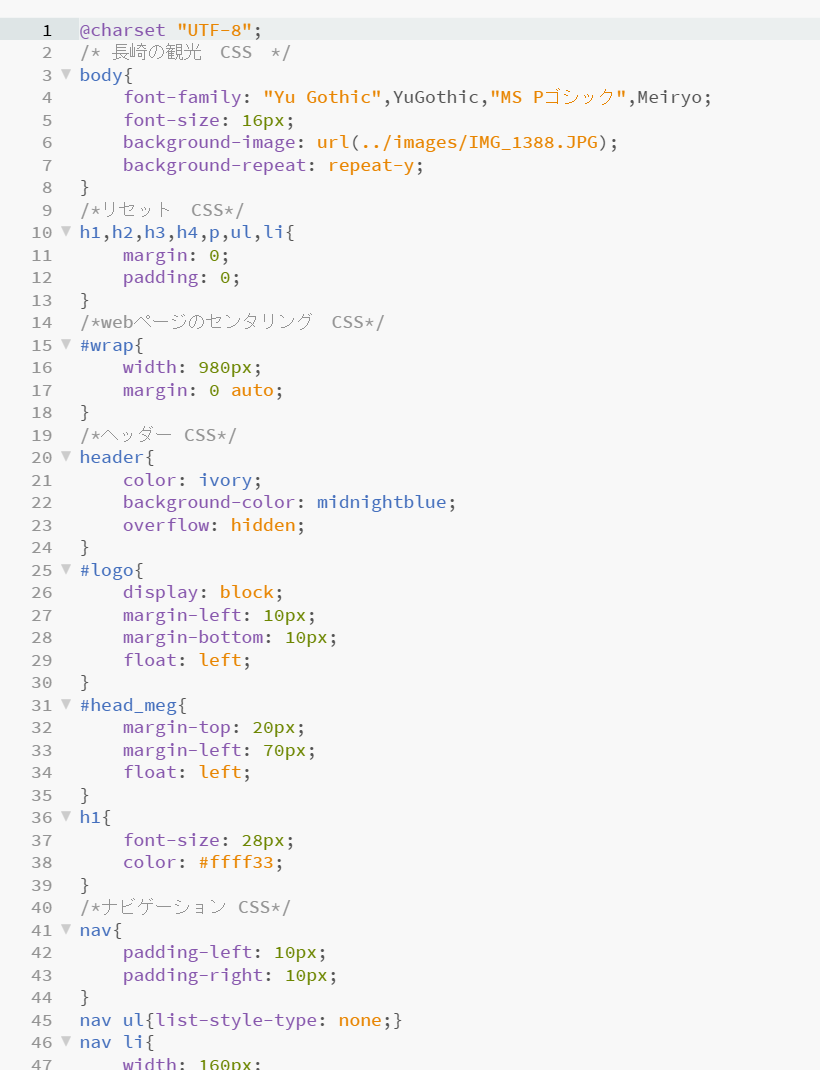 1 @charset "UTF-8";
2 /* 長崎の観光　CSS　*/
3 ▼ body{
4 font-family: "Yu Gothic",YuGothic,"MS Pゴシック",Meiryo;
5 font-size: 16px;
6 background-image: url(../images/IMG_1388.JPG);
7 background-repeat: repeat-y;
8 }
9 /*リセット　CSS*/
10 ▼ h1,h2,h3,h4,p,ul,li{
11 margin: 0;
12 padding: 0;
13 }
14 /*webページのセンタリング　CSS*/
15 ▼ #wrap{
16 width: 980px;
17 margin: 0 auto;
18 }
19 /*ヘッダー CSS*/
20 ▼ header{
21 color: ivory;
22 background-color: midnightblue;
23 overflow: hidden;
24 }
25 ▼ #logo{
26 display: block;
27 margin-left: 10px;
28 margin-bottom: 10px;
29 float: left;
30 }
31 ▼ #head_meg{
32 margin-top: 20px;
33 margin-left: 70px;
34 float: left;
35 }
36 ▼ h1{
37 font-size: 28px;
38 color: #ffff33;
39 }
40 /*ナビゲーション CSS*/
41 ▼ nav{
42 padding-left: 10px;
43 padding-right: 10px;
44 }
45 nav ul{list-style-type: none;}
46 ▼ nav li{
47 width: 160px;